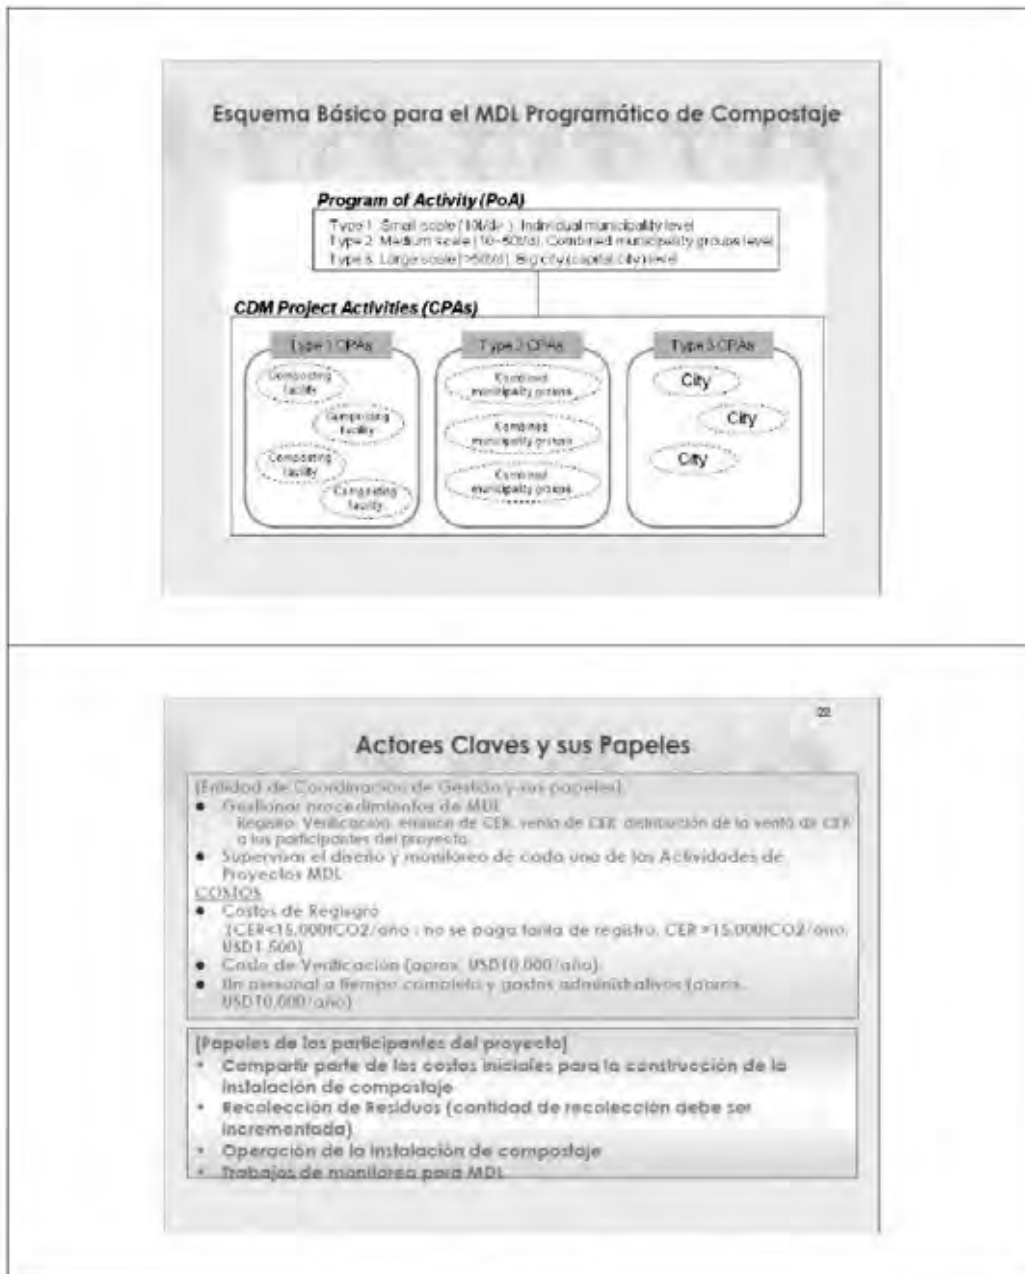 Esquema Básico para el MDL Programático de Compostaje
Program of Activity (PoA)
Type 1 Small scale (10t/d> ), Individual municipality level
Type 2 Medium scale (10~50t/d), Combined municipality groups level
Type 3 Large scale (>50t/d), Big city (capital city) level
CDM Project Activities (CPAs)
Type 1 CPAs
Type 2 CPAs
Type 3 CPAs
Composting
facility
Composting
facility
Composting
facility
Composting
facility
Combined
municipality groups
Combined
municipality groups
Combined
municipality groups
City
City
City
22
Actores Claves y sus Papeles
[Entidad de Coordinación de Gestión y sus papeles]
● Gestionar procedimientos de MDL
Registro, Verificación, emisión de CER, venta de CER, distribución de la venta de CER
a los participantes del proyecto
● Supervisar el diseño y monitoreo de cada una de las Actividades de
Proyectos MDL
COSTOS
● Costos de Registro
(CER<15,000tCO2/año : no se paga tarifa de registro, CER >15,000tCO2/año,
USD1,500)
● Costo de Verificación (aprox. USD10,000/año)
● Un personal a tiempo completo y gastos administrativos (aprox.
USD10,000/año)
[Papeles de los participantes del proyecto]
• Compartir parte de los costos iniciales para la construcción de la
instalación de compostaje
• Recolección de Residuos (cantidad de recolección debe ser
incrementada)
• Operación de la instalación de compostaje
• Trabajos de monitoreo para MDL